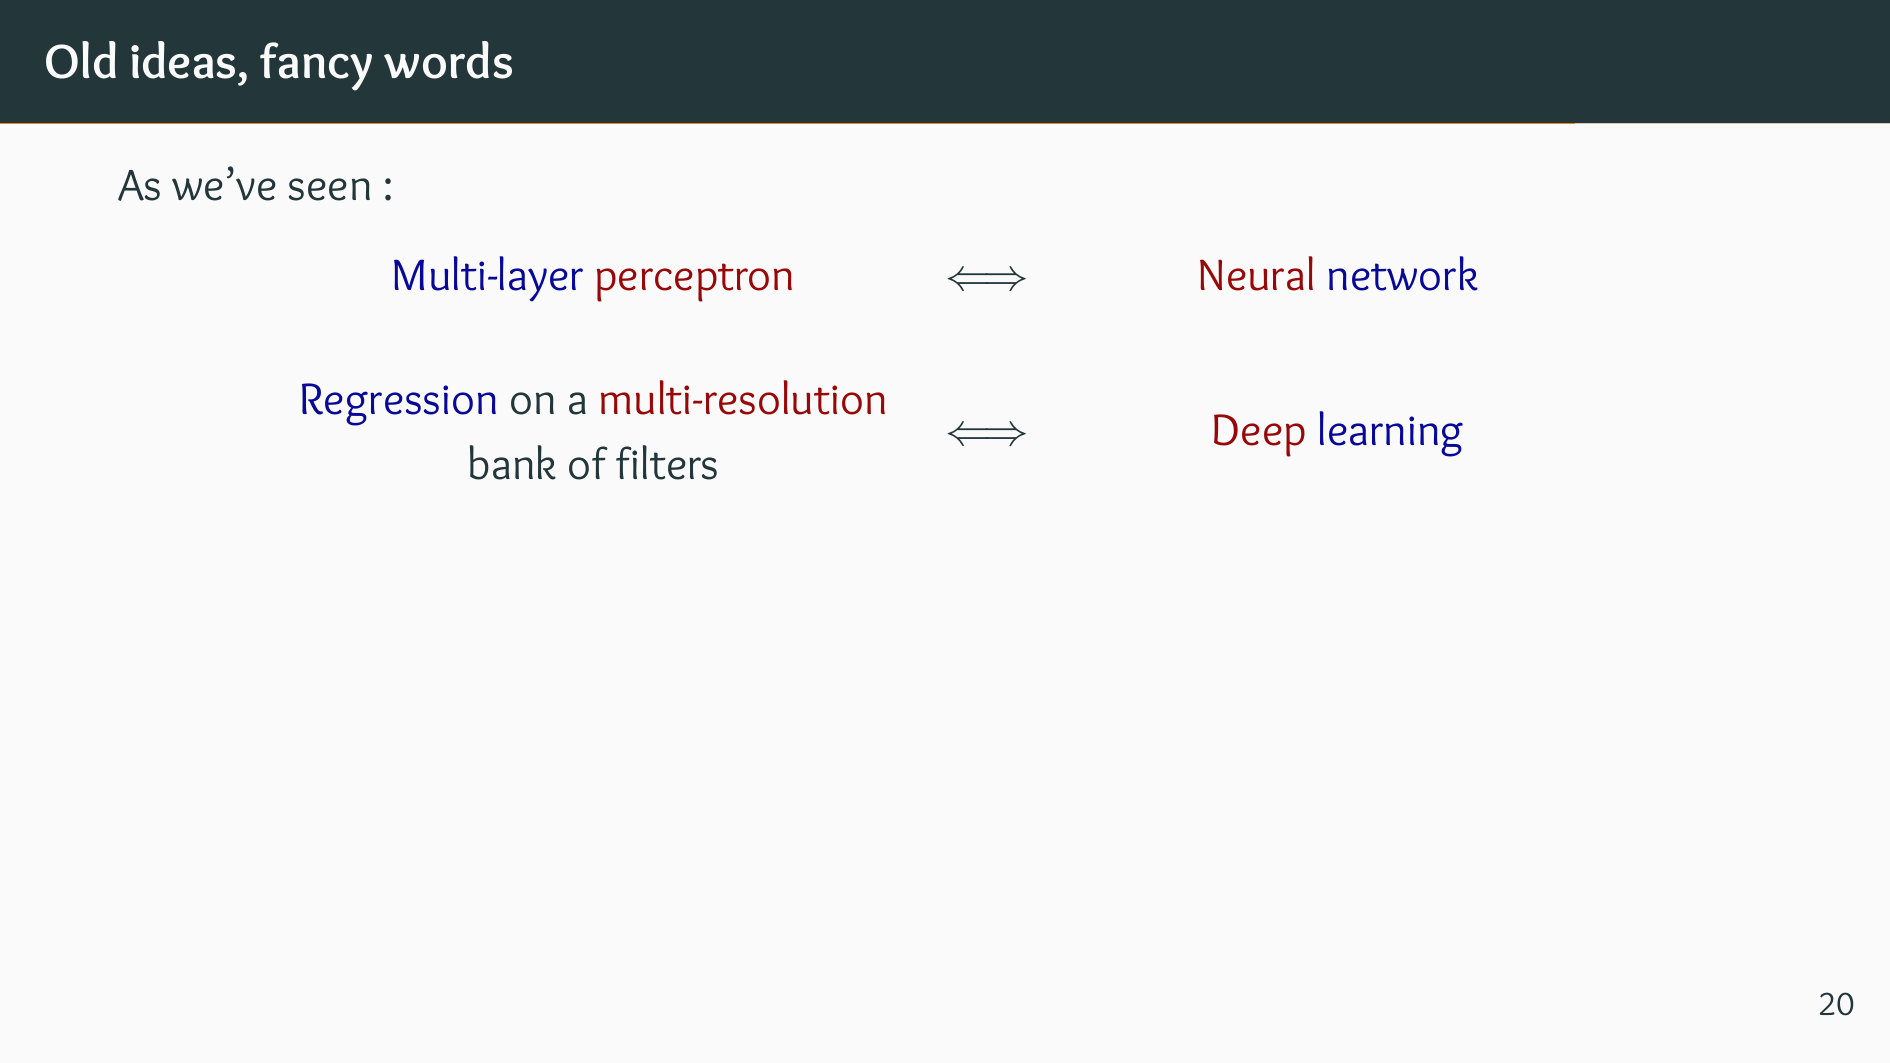 Old ideas, fancy words
As we’ve seen :
Multi-layer perceptron ⟺ Neural network
Regression on a multi-resolution
bank of filters ⟺ Deep learning
20